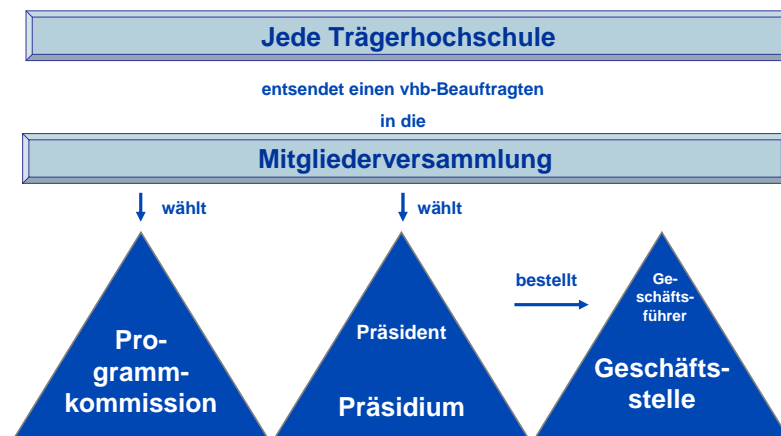 Jede Trägerhochschule
entsendet einen vhb-Beauftragten
in die
Mitgliederversammlung
wählt
wählt
Pro-
gramm-
kommission
Präsident
Präsidium
bestellt
Ge-
schäfts-
führer
Geschäfts-
stelle